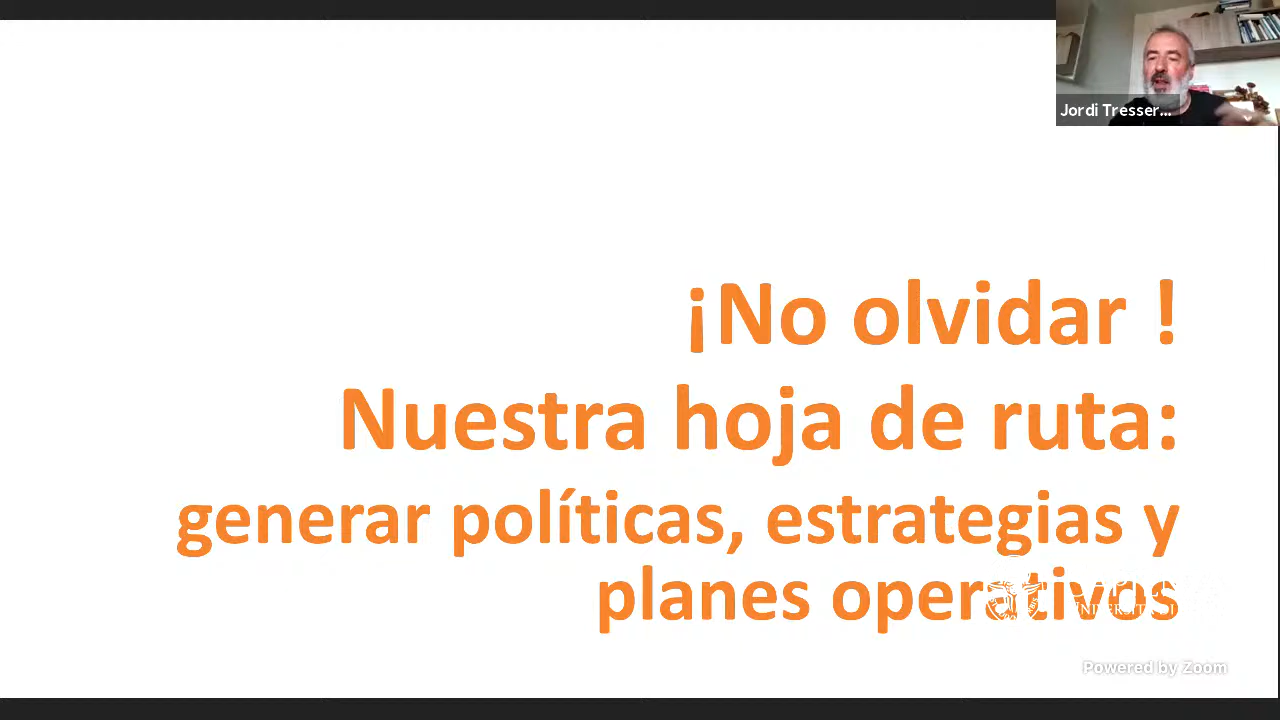 Jordi Tresser...
¡No olvidar !
Nuestra hoja de ruta:
generar políticas, estrategias y
planes operativos
Powered by Zoom